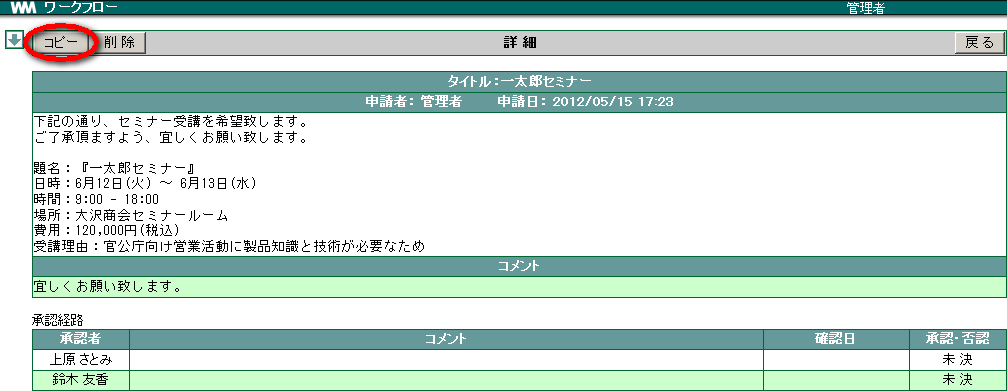 WM ワークフロー 管理者
コピー 削除 詳細 戻る
タイトル：一太郎セミナー
申請者： 管理者 申請日： 2012/05/15 17:23
下記の通り、セミナー受講を希望致します。
ご了承頂ますよう、宜しくお願い致します。
題名：『一太郎セミナー』
日時：6月12日(火) ～ 6月13日(水)
時間：9:00 - 18:00
場所：大沢商会セミナールーム
費用：120,000円(税込)
受講理由：官公庁向け営業活動に製品知識と技術が必要なため
コメント
宜しくお願い致します。
承認経路
承認者 コメント 確認日 承認・否認
上原 さとみ 未 決
鈴木 友香 未 決